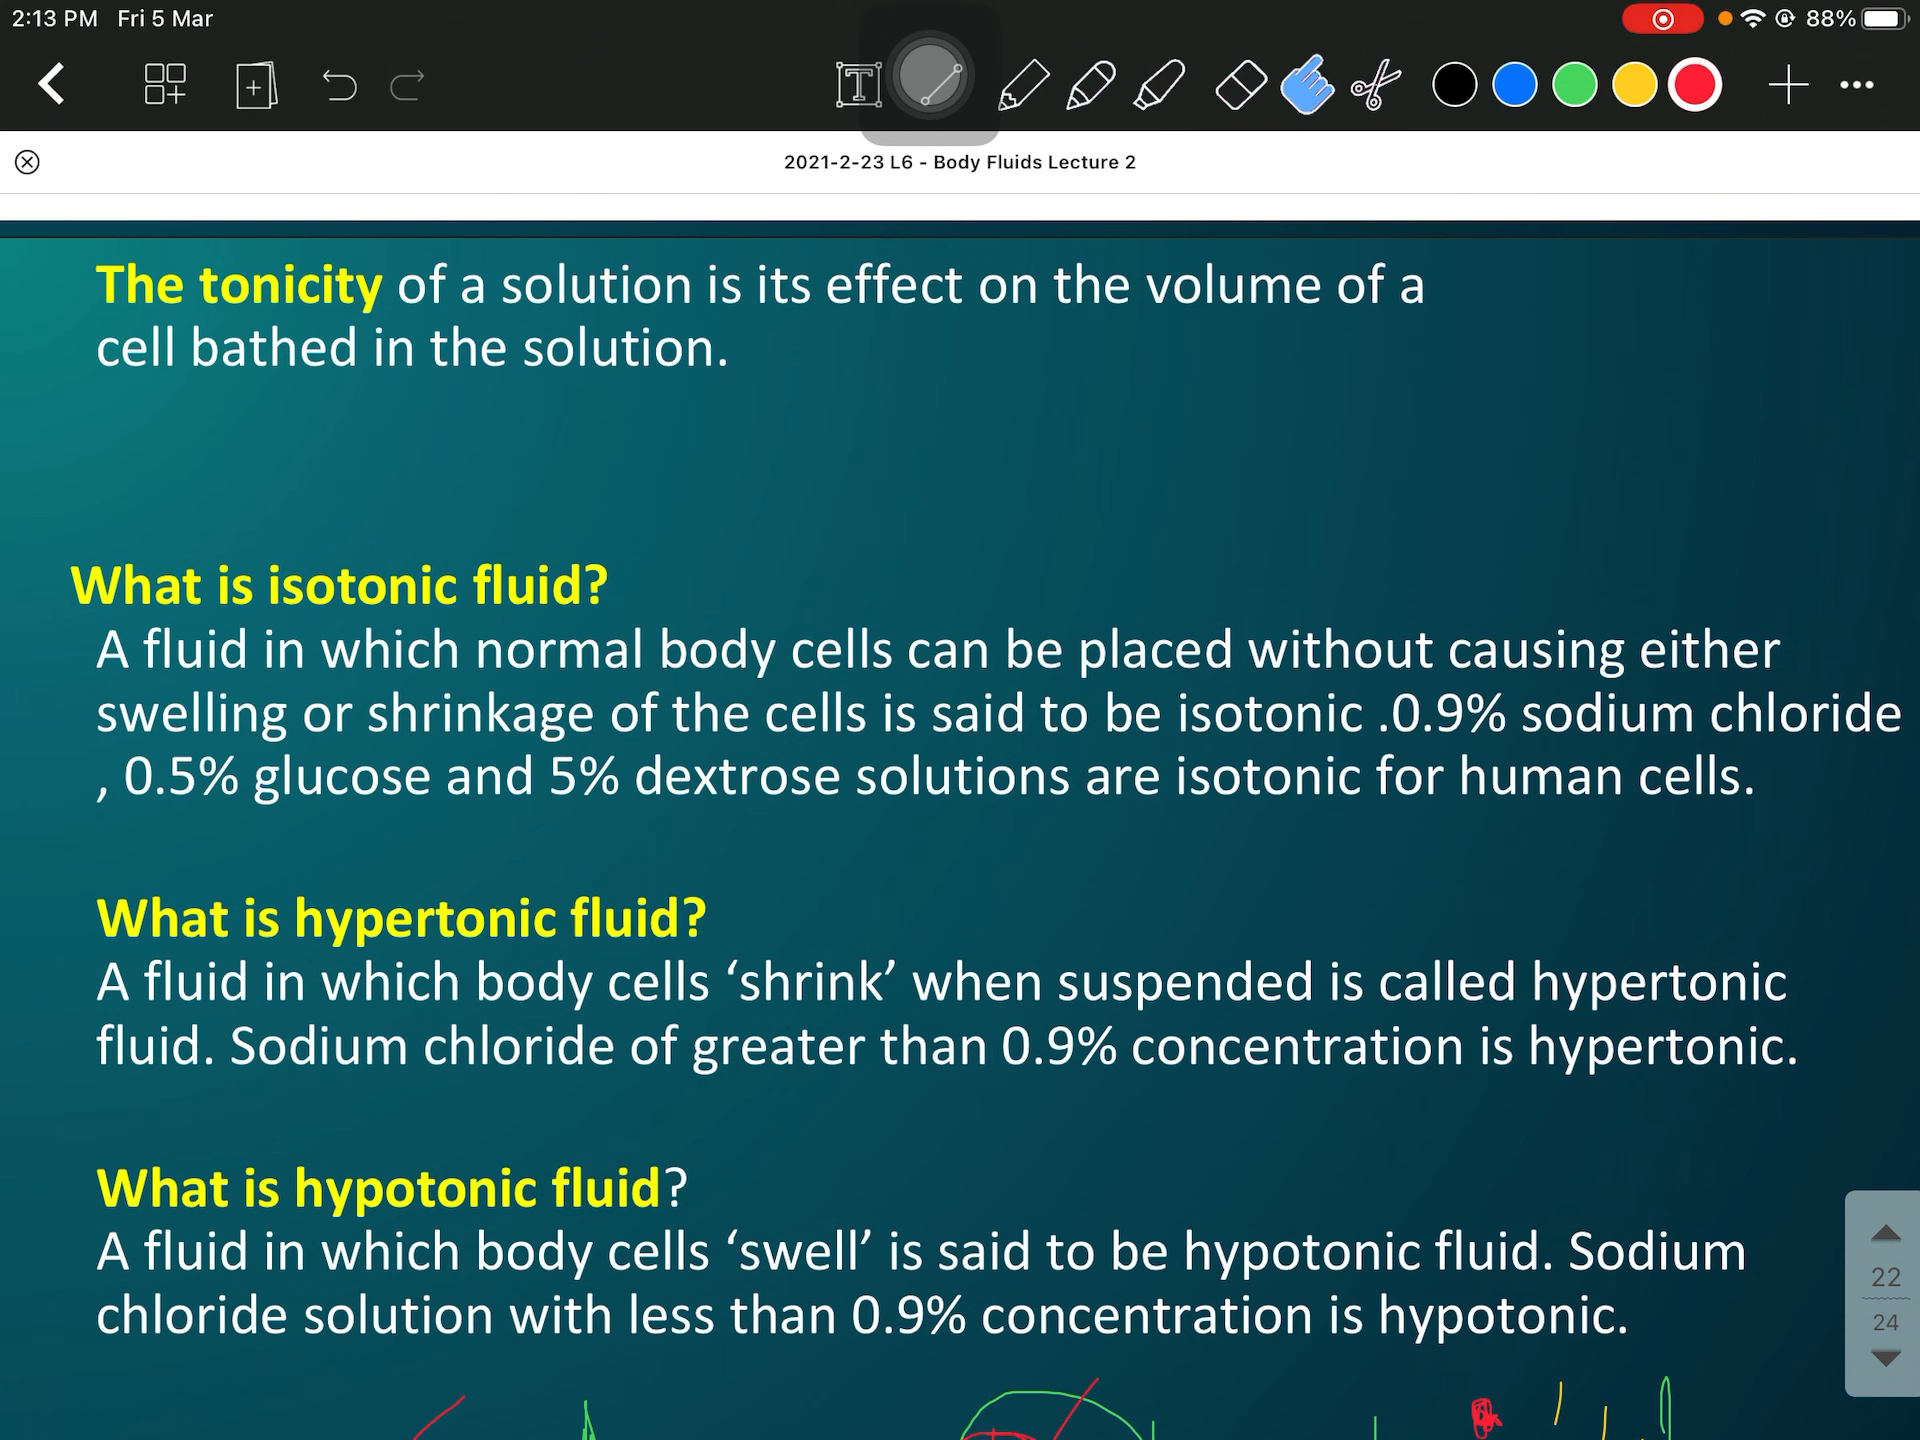 2:13 PM Fri 5 Mar
88%
T
2021-2-23 L6 - Body Fluids Lecture 2
The tonicity of a solution is its effect on the volume of a
cell bathed in the solution.
What is isotonic fluid?
A fluid in which normal body cells can be placed without causing either
swelling or shrinkage of the cells is said to be isotonic .0.9% sodium chloride
, 0.5% glucose and 5% dextrose solutions are isotonic for human cells.
What is hypertonic fluid?
A fluid in which body cells ‘shrink’ when suspended is called hypertonic
fluid. Sodium chloride of greater than 0.9% concentration is hypertonic.
What is hypotonic fluid?
A fluid in which body cells ‘swell’ is said to be hypotonic fluid. Sodium
chloride solution with less than 0.9% concentration is hypotonic.
22
24